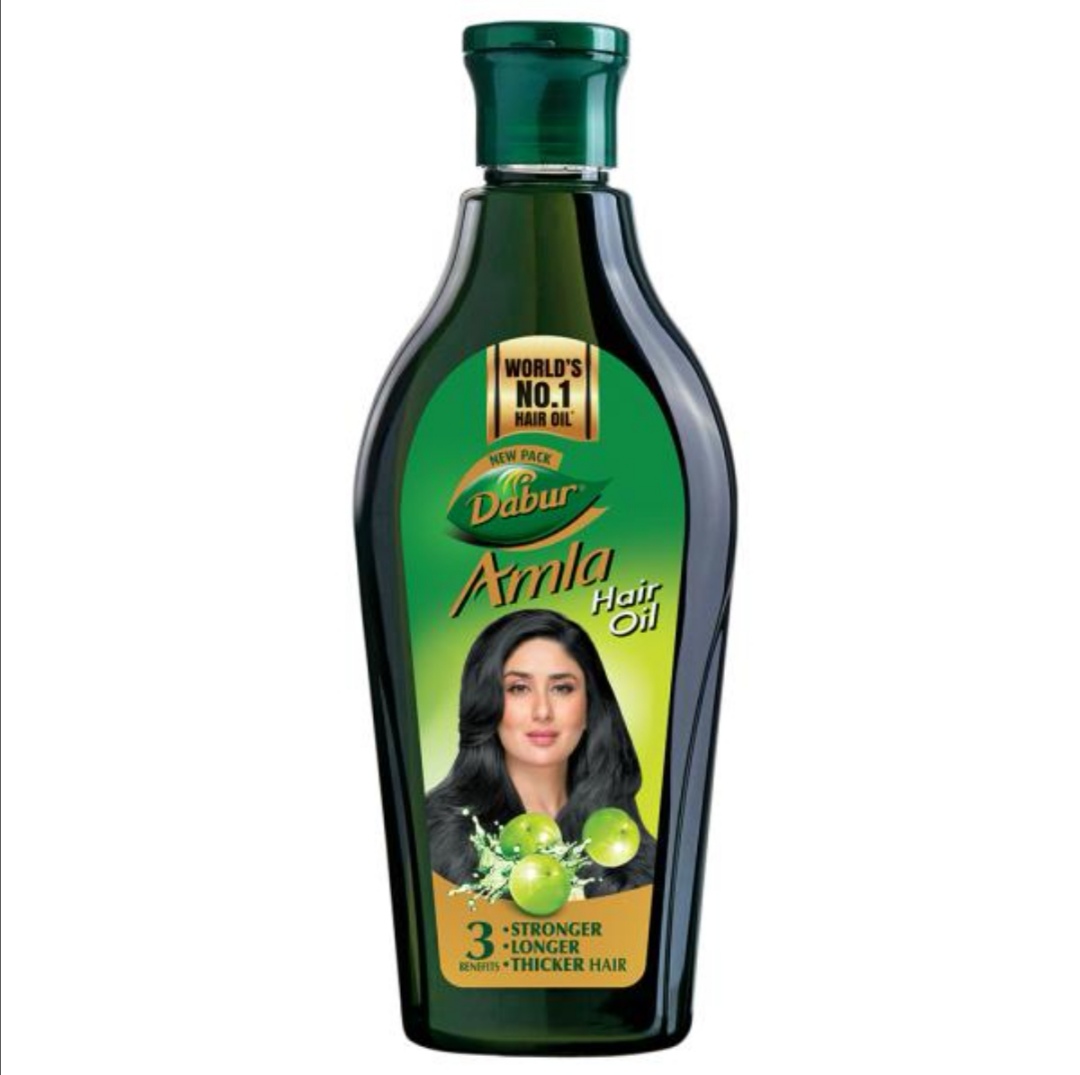 WORLD'S
NO.1
HAIR OIL*
NEW PACK
Dabur®
Amla
Hair
Oil
3
BENEFITS
• STRONGER
• LONGER
• THICKER HAIR